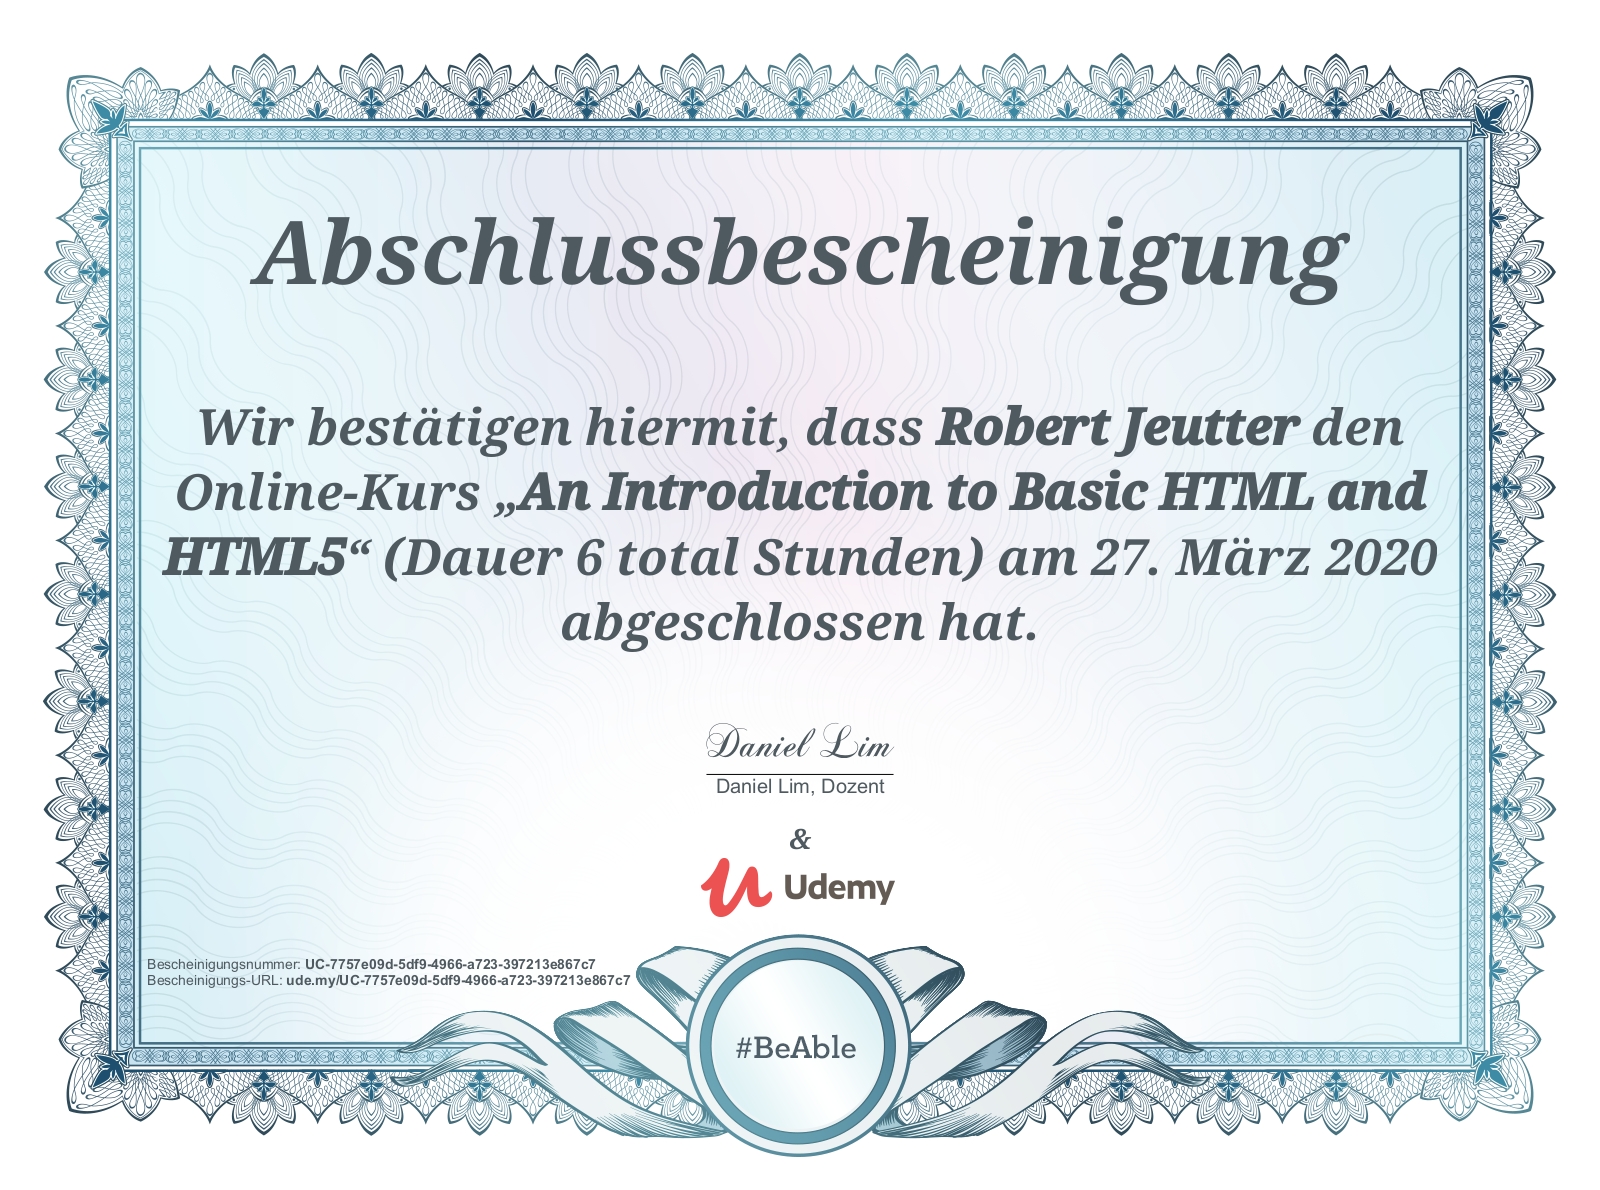 Abschlussbescheinigung
Wir bestätigen hiermit, dass Robert Jeutter den
Online-Kurs „An Introduction to Basic HTML and
HTML5“ (Dauer 6 total Stunden) am 27. März 2020
abgeschlossen hat.
Daniel Lim
Daniel Lim, Dozent
&
Udemy
Bescheinigungsnummer: UC-7757e09d-5df9-4966-a723-397213e867c7
Bescheinigungs-URL: ude.my/UC-7757e09d-5df9-4966-a723-397213e867c7
#BeAble